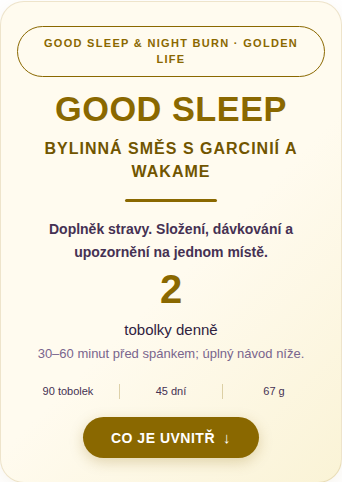 GOOD SLEEP & NIGHT BURN · GOLDEN
LIFE
GOOD SLEEP
BYLINNÁ SMĚS S GARCINIÍ A
WAKAME
Doplněk stravy. Složení, dávkování a
upozornění na jednom místě.
2
tobolky denně
30–60 minut před spánkem; úplný návod níže.
90 tobolek 45 dní 67 g
CO JE UVNITŘ ↓